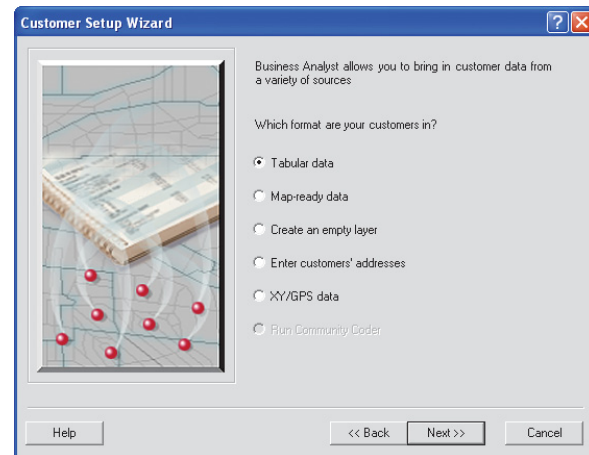 Customer Setup Wizard
Business Analyst allows you to bring in customer data from
a variety of sources
Which format are your customers in?
Tabular data
Map-ready data
Create an empty layer
Enter customers' addresses
XY/GPS data
Run Community Coder
Help
<< Back
Next >>
Cancel